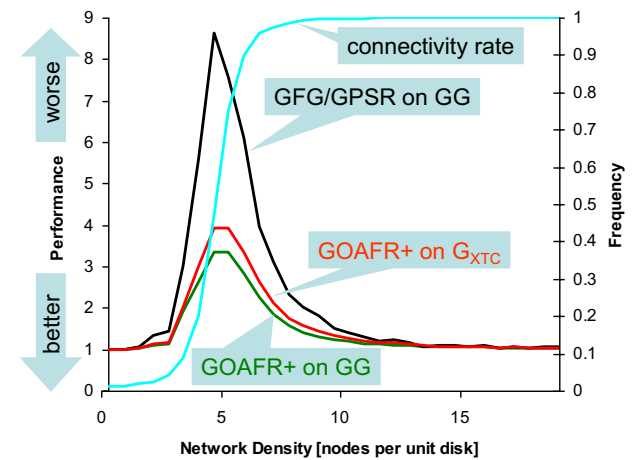 9
8
7
6
5
4
3
2
1
0
worse
Performance
better
connectivity rate
GFG/GPSR on GG
GOAFR+ on GXTC
GOAFR+ on GG
1
0.9
0.8
0.7
0.6
0.5
0.4
0.3
0.2
0.1
0
Frequency
0
5
10
15
Network Density [nodes per unit disk]